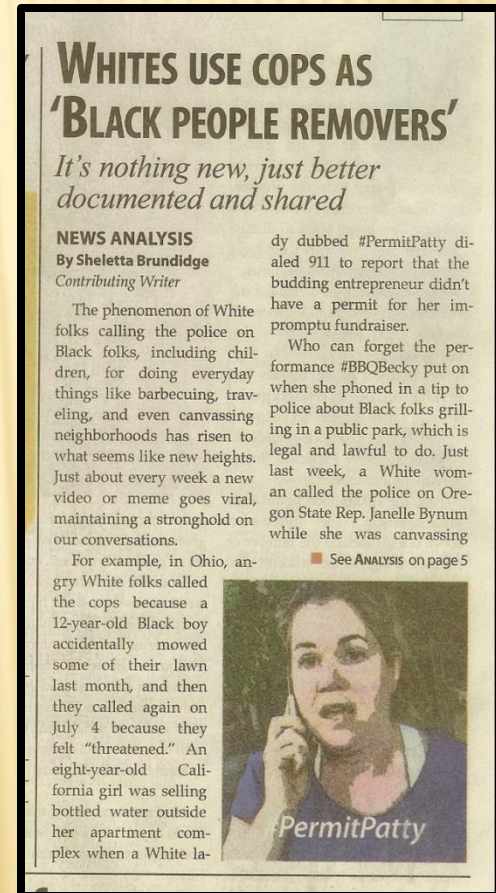 WHITES USE COPS AS
'BLACK PEOPLE REMOVERS'
It's nothing new, just better
documented and shared
NEWS ANALYSIS
By Sheletta Brundidge
Contributing Writer
The phenomenon of White
folks calling the police on
Black folks, including chil-
dren, for doing everyday
things like barbecuing, trav-
eling, and even canvassing
neighborhoods has risen to
what seems like new heights.
Just about every week a new
video or meme goes viral,
maintaining a stronghold on
our conversations.
For example, in Ohio, an-
gry White folks called
the cops because a
12-year-old Black boy
accidentally mowed
some of their lawn
last month, and then
they called again on
July 4 because they
felt "threatened." An
eight-year-old Cali-
fornia girl was selling
bottled water outside
her apartment com-
plex when a White la-
dy dubbed #PermitPatty di-
aled 911 to report that the
budding entrepreneur didn't
have a permit for her im-
promptu fundraiser.
Who can forget the per-
formance #BBQBecky put on
when she phoned in a tip to
police about Black folks grill-
ing in a public park, which is
legal and lawful to do. Just
last week, a White wom-
an called the police on Ore-
gon State Rep. Janelle Bynum
while she was canvassing
See ANALYSIS on page 5
#PermitPatty